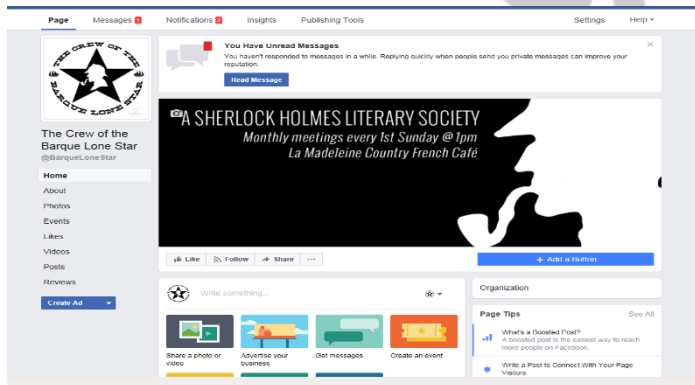 Page Messages Notifications Insights Publishing Tools Settings Help
THE CREW OF THE
BARQUE LONE STAR
You Have Unread Messages
You haven't responded to messages in a while. Replying quickly when people send you private messages can improve your
reputation.
Read Message
A SHERLOCK HOLMES LITERARY SOCIETY
Monthly meetings every 1st Sunday @ 1pm
La Madeleine Country French Café
The Crew of the
Barque Lone Star
@BarqueLoneStar
Home
About
Photos
Events
Likes
Videos
Posts
Reviews
Create Ad
Like Follow Share ...
+ Add a Button
Write something...
Share a photo or
video
Advertise your
business
Get messages
Create an event
Organization
Page Tips See All
What's a Boosted Post?
A boosted post is the easiest way to reach
more people on Facebook.
Write a Post to Connect With Your Page
Visitors